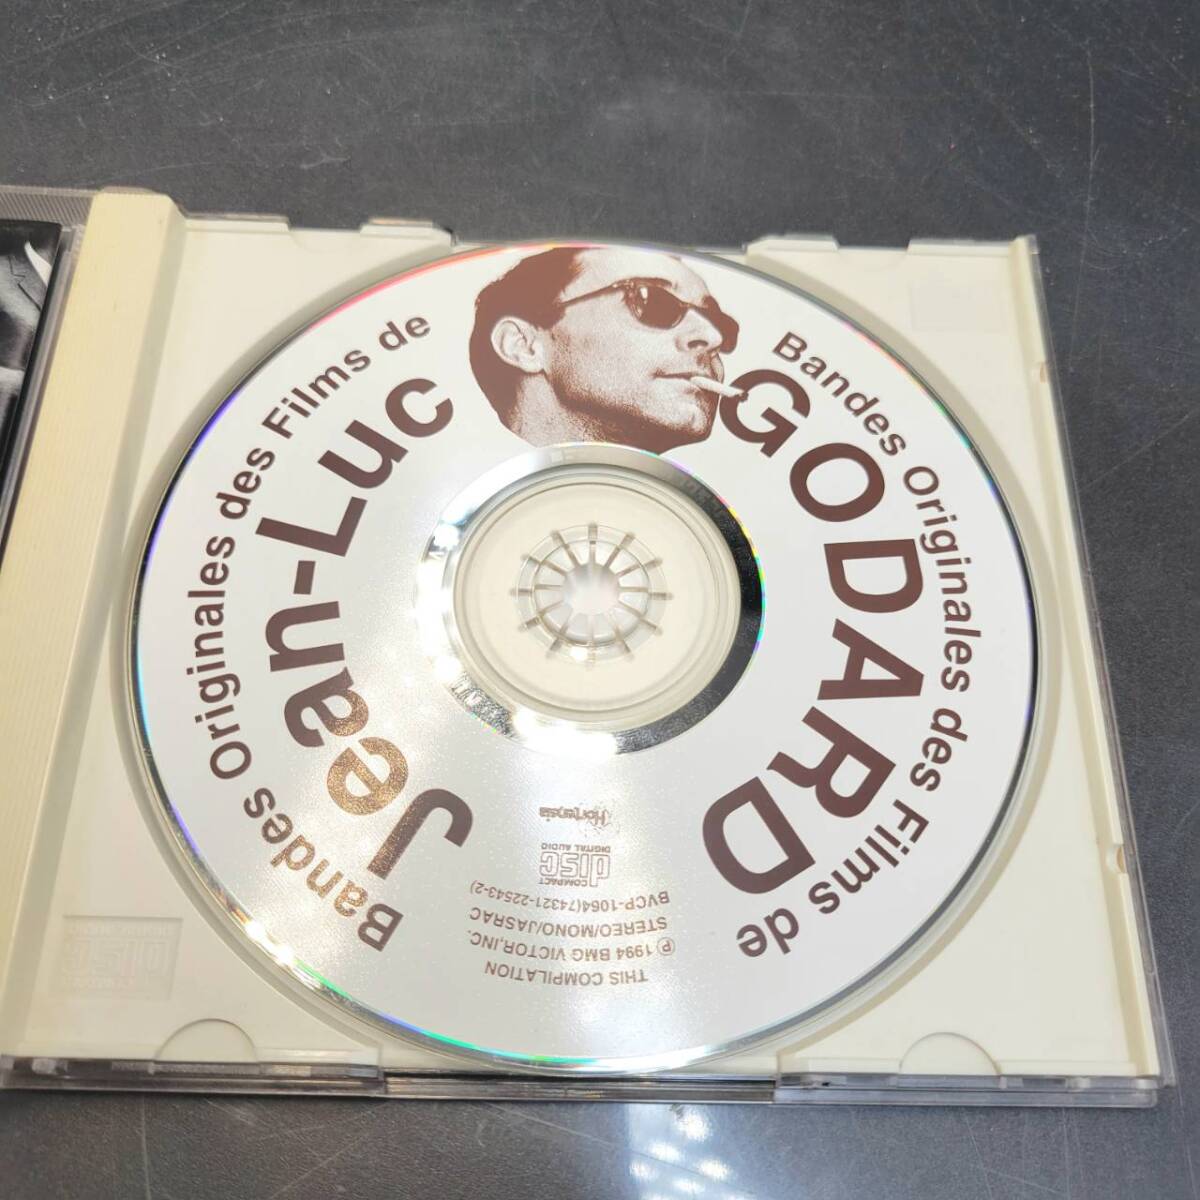 Bandes Originales des Films de
Jean-Luc
GODARD
Bandes Originales des Films de
Hortensia
COMPACT
disc
DIGITAL AUDIO
BVCP-1064(74321-22543-2)
STEREO/MONO/JASRAC
Ⓟ 1994 BMG VICTOR,INC.
THIS COMPILATION